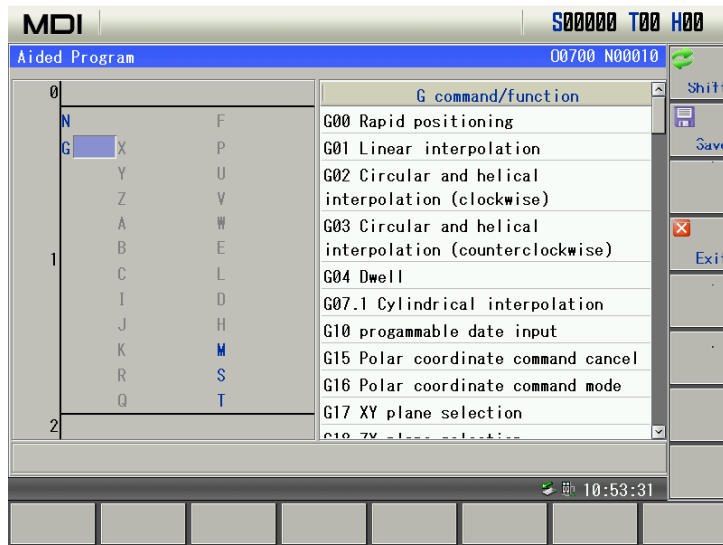 MDI
S00000 T00 H00
Aided Program
O0700 N00010
0
N F
G X P
Y U
Z V
A W
B E
1
C L
I D
J H
K M
R S
Q T
2
G command/function
G00 Rapid positioning
G01 Linear interpolation
G02 Circular and helical
interpolation (clockwise)
G03 Circular and helical
interpolation (counterclockwise)
G04 Dwell
G07.1 Cylindrical interpolation
G10 progammable date input
G15 Polar coordinate command cancel
G16 Polar coordinate command mode
G17 XY plane selection
Shift
Save
Exit
10:53:31